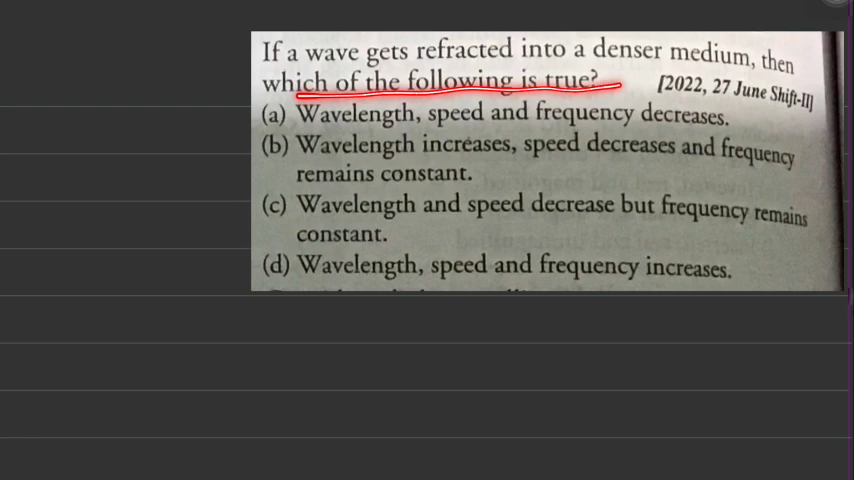 If a wave gets refracted into a denser medium, then
which of the following is true? [2022, 27 June Shift-II]
(a) Wavelength, speed and frequency decreases.
(b) Wavelength increases, speed decreases and frequency
remains constant.
(c) Wavelength and speed decrease but frequency remains
constant.
(d) Wavelength, speed and frequency increases.